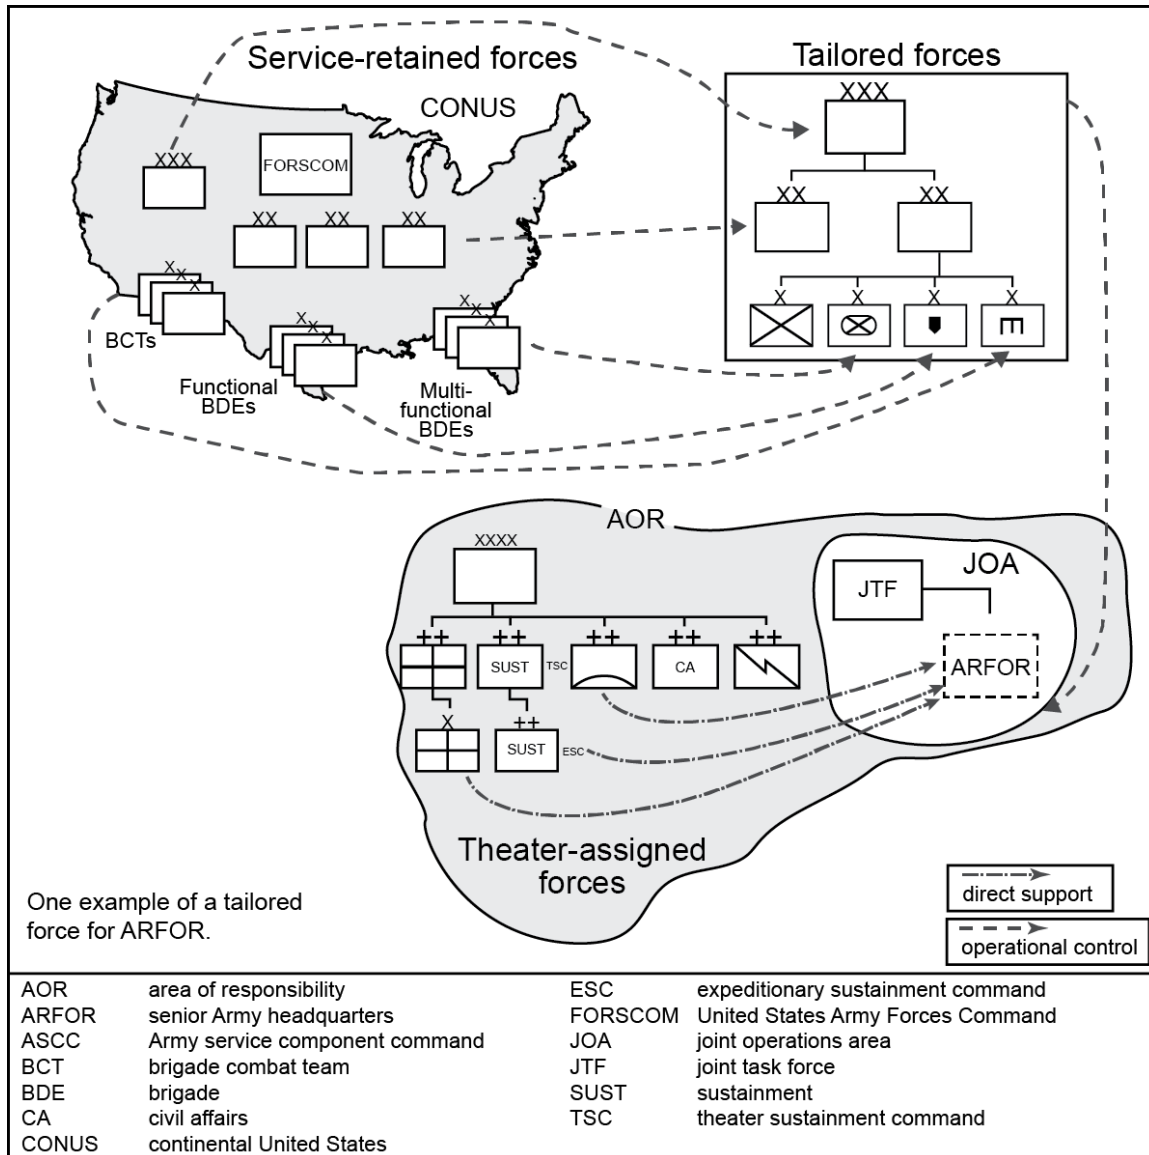 Service-retained forces
CONUS
Tailored forces
XXX
FORSCOM
XXX
XX
XX
XX
XX
XX
X
X
X
X
X
X
X
X
X
X
X
X
X
BCTs
Functional
BDEs
Multi-
functional
BDEs
AOR
XXXX
JOA
JTF
ARFOR
++
++
++
++
++
SUST
TSC
CA
X
++
SUST
ESC
Theater-assigned
forces
One example of a tailored
force for ARFOR.
direct support
operational control
AOR area of responsibility
ARFOR senior Army headquarters
ASCC Army service component command
BCT brigade combat team
BDE brigade
CA civil affairs
CONUS continental United States
ESC expeditionary sustainment command
FORSCOM United States Army Forces Command
JOA joint operations area
JTF joint task force
SUST sustainment
TSC theater sustainment command